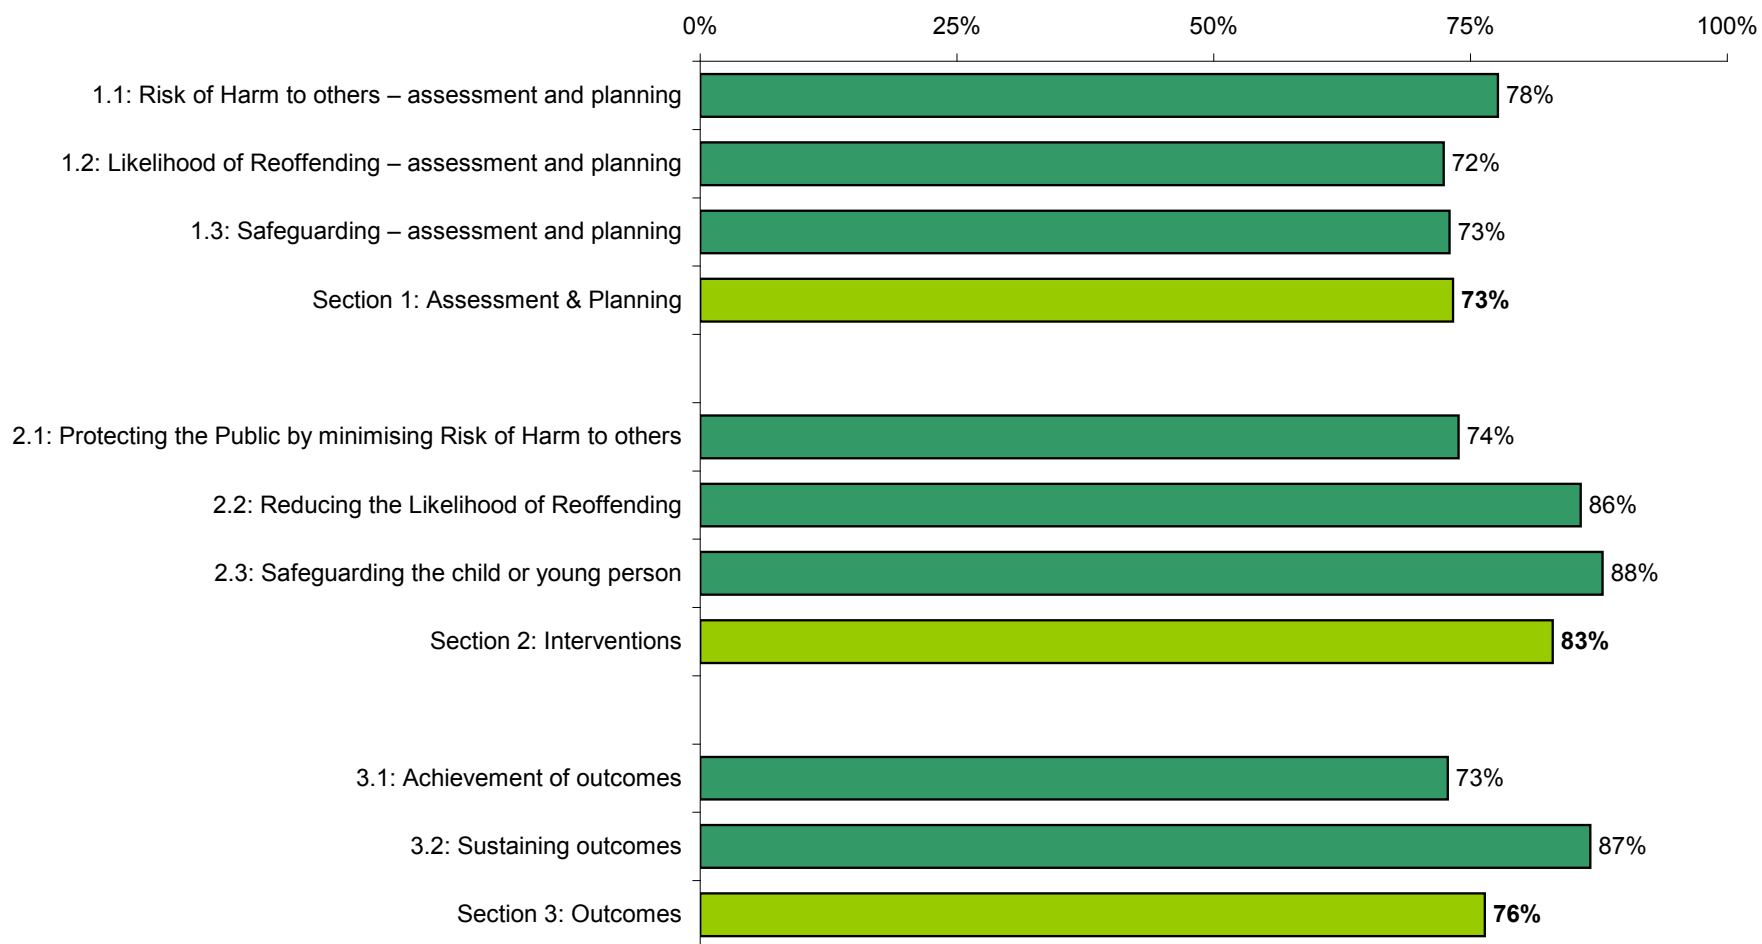 0% 25% 50% 75% 100%
1.1: Risk of Harm to others – assessment and planning 78%
1.2: Likelihood of Reoffending – assessment and planning 72%
1.3: Safeguarding – assessment and planning 73%
Section 1: Assessment & Planning 73%
2.1: Protecting the Public by minimising Risk of Harm to others 74%
2.2: Reducing the Likelihood of Reoffending 86%
2.3: Safeguarding the child or young person 88%
Section 2: Interventions 83%
3.1: Achievement of outcomes 73%
3.2: Sustaining outcomes 87%
Section 3: Outcomes 76%